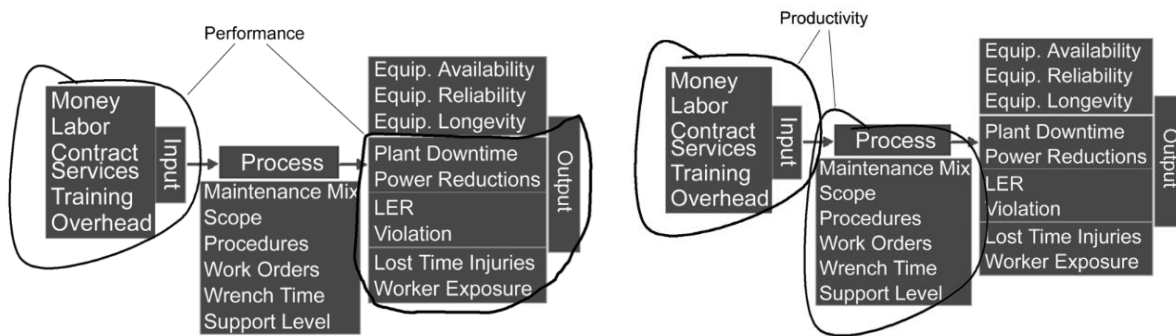 Performance
Money
Labor
Contract
Services
Training
Overhead
Input
Process
Maintenance Mix
Scope
Procedures
Work Orders
Wrench Time
Support Level
Equip. Availability
Equip. Reliability
Equip. Longevity
Plant Downtime
Power Reductions
LER
Violation
Lost Time Injuries
Worker Exposure
Output
Productivity
Money
Labor
Contract
Services
Training
Overhead
Input
Process
Maintenance Mix
Scope
Procedures
Work Orders
Wrench Time
Support Level
Equip. Availability
Equip. Reliability
Equip. Longevity
Plant Downtime
Power Reductions
LER
Violation
Lost Time Injuries
Worker Exposure
Output